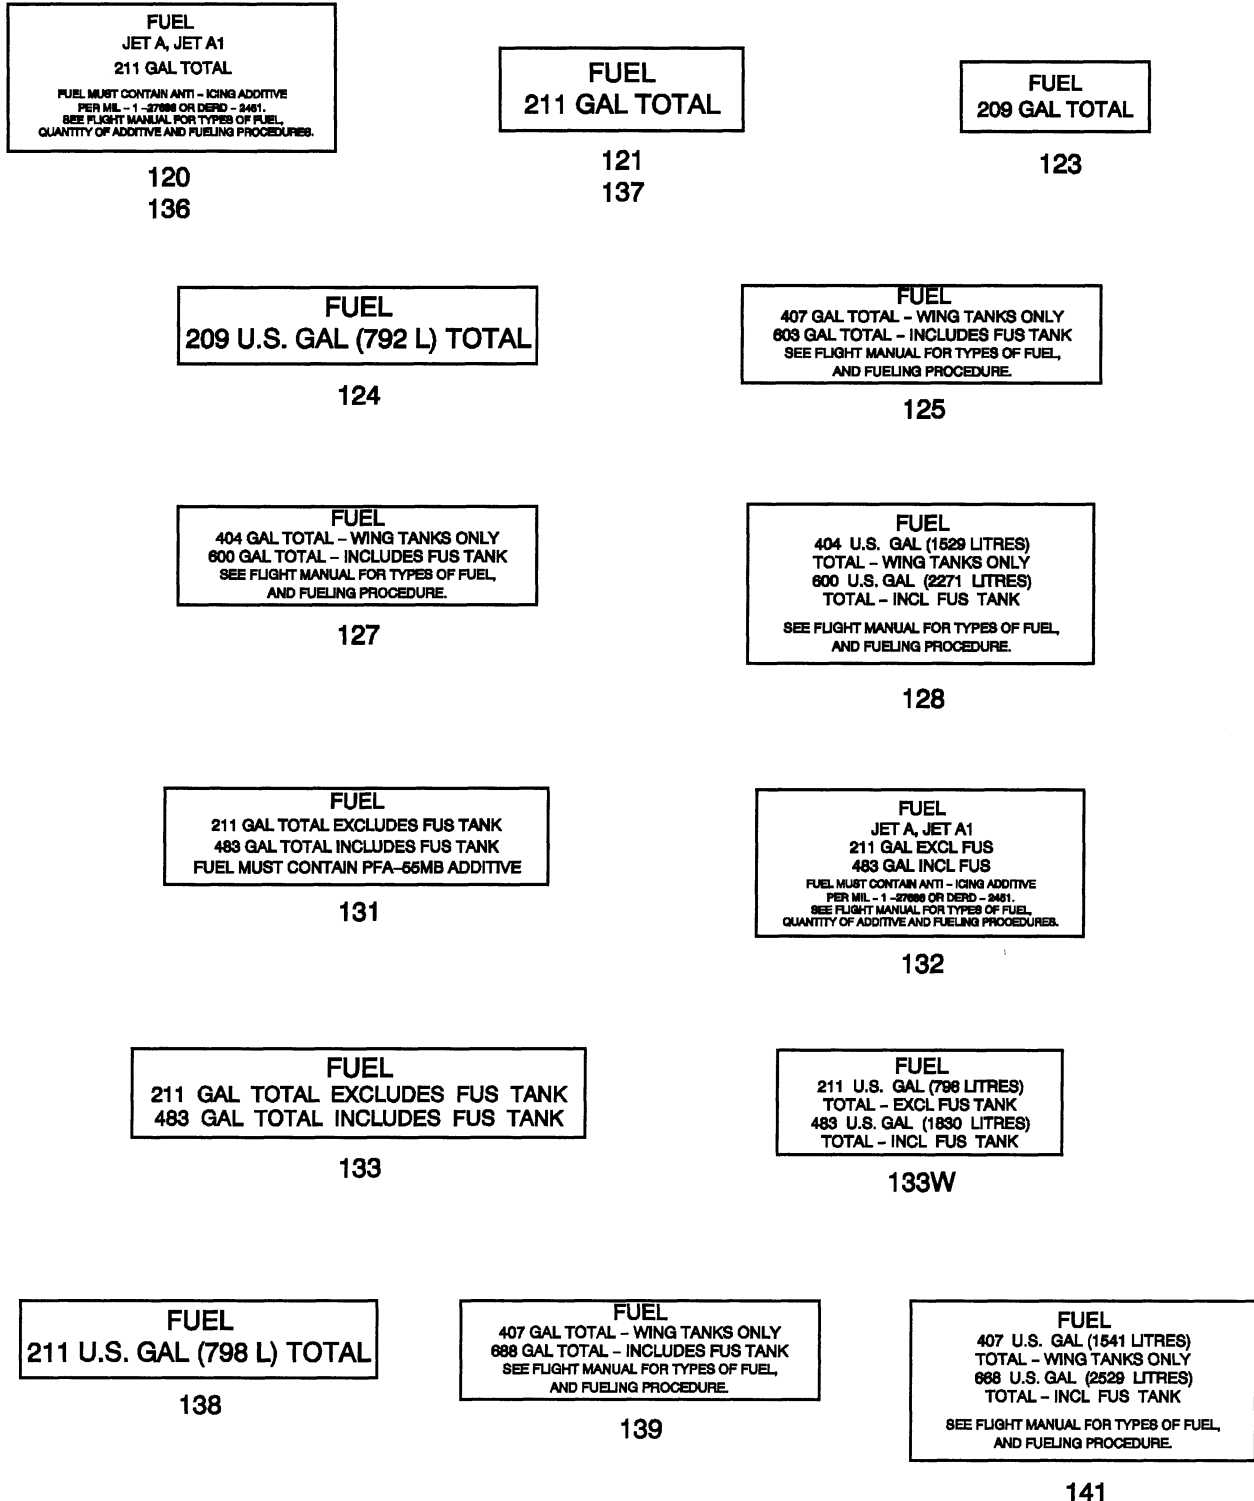 FUEL
JET A, JET A1
211 GAL TOTAL
FUEL MUST CONTAIN ANTI – ICING ADDITIVE
PER MIL – 1 –27686 OR DERD – 2451.
SEE FLIGHT MANUAL FOR TYPES OF FUEL,
QUANTITY OF ADDITIVE AND FUELING PROCEDURES.
120
136
FUEL
211 GAL TOTAL
121
137
FUEL
209 GAL TOTAL
123
FUEL
209 U.S. GAL (792 L) TOTAL
124
FUEL
407 GAL TOTAL – WING TANKS ONLY
603 GAL TOTAL – INCLUDES FUS TANK
SEE FLIGHT MANUAL FOR TYPES OF FUEL,
AND FUELING PROCEDURE.
125
FUEL
404 GAL TOTAL – WING TANKS ONLY
600 GAL TOTAL – INCLUDES FUS TANK
SEE FLIGHT MANUAL FOR TYPES OF FUEL,
AND FUELING PROCEDURE.
127
FUEL
404 U.S. GAL (1529 LITRES)
TOTAL – WING TANKS ONLY
600 U.S. GAL (2271 LITRES)
TOTAL – INCL FUS TANK
SEE FLIGHT MANUAL FOR TYPES OF FUEL,
AND FUELING PROCEDURE.
128
FUEL
211 GAL TOTAL EXCLUDES FUS TANK
483 GAL TOTAL INCLUDES FUS TANK
FUEL MUST CONTAIN PFA–55MB ADDITIVE
131
FUEL
JET A, JET A1
211 GAL EXCL FUS
483 GAL INCL FUS
FUEL MUST CONTAIN ANTI – ICING ADDITIVE
PER MIL – 1 –27686 OR DERD – 2451.
SEE FLIGHT MANUAL FOR TYPES OF FUEL,
QUANTITY OF ADDITIVE AND FUELING PROCEDURES.
132
FUEL
211 GAL TOTAL EXCLUDES FUS TANK
483 GAL TOTAL INCLUDES FUS TANK
133
FUEL
211 U.S. GAL (798 LITRES)
TOTAL – EXCL FUS TANK
483 U.S. GAL (1830 LITRES)
TOTAL – INCL FUS TANK
133W
FUEL
211 U.S. GAL (798 L) TOTAL
138
FUEL
407 GAL TOTAL – WING TANKS ONLY
668 GAL TOTAL – INCLUDES FUS TANK
SEE FLIGHT MANUAL FOR TYPES OF FUEL,
AND FUELING PROCEDURE.
139
FUEL
407 U.S. GAL (1541 LITRES)
TOTAL – WING TANKS ONLY
668 U.S. GAL (2529 LITRES)
TOTAL – INCL FUS TANK
SEE FLIGHT MANUAL FOR TYPES OF FUEL,
AND FUELING PROCEDURE.
141